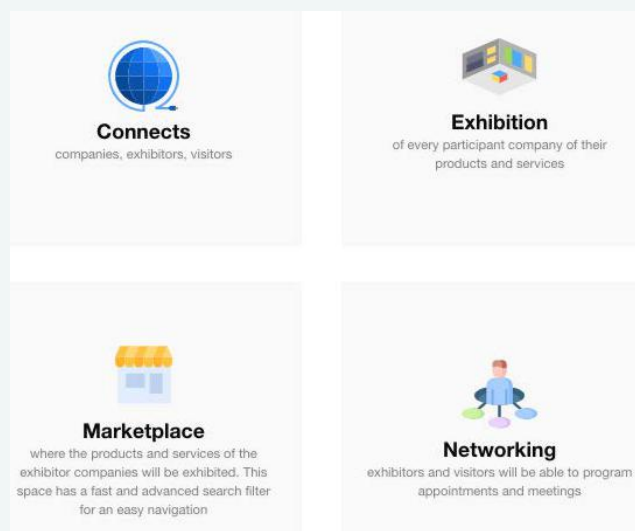 Connects
companies, exhibitors, visitors
Exhibition
of every participant company of their
products and services
Marketplace
where the products and services of the
exhibitor companies will be exhibited. This
space has a fast and advanced search filter
for an easy navigation
Networking
exhibitors and visitors will be able to program
appointments and meetings